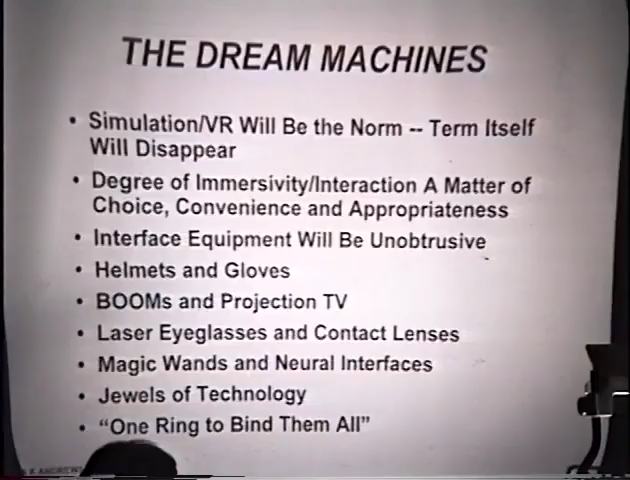 THE DREAM MACHINES
• Simulation/VR Will Be the Norm -- Term Itself
Will Disappear
• Degree of Immersivity/Interaction A Matter of
Choice, Convenience and Appropriateness
• Interface Equipment Will Be Unobtrusive
• Helmets and Gloves
• BOOMs and Projection TV
• Laser Eyeglasses and Contact Lenses
• Magic Wands and Neural Interfaces
• Jewels of Technology
• “One Ring to Bind Them All”